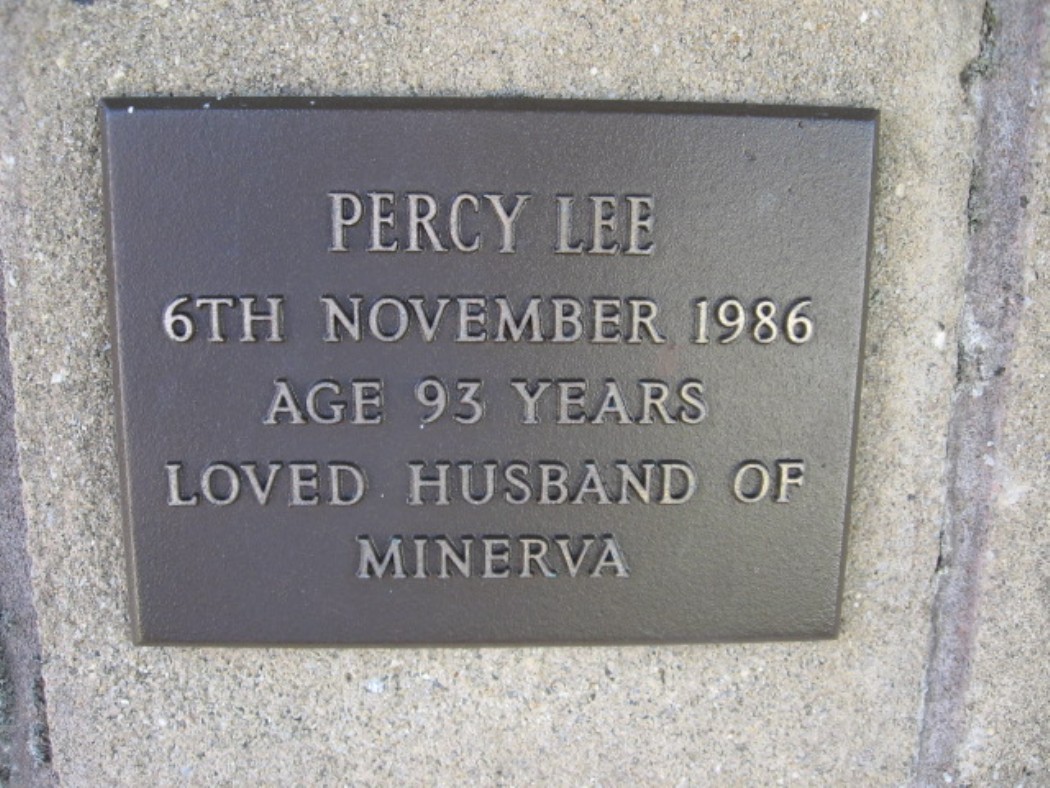 PERCY LEE
6TH NOVEMBER 1986
AGE 93 YEARS
LOVED HUSBAND OF
MINERVA